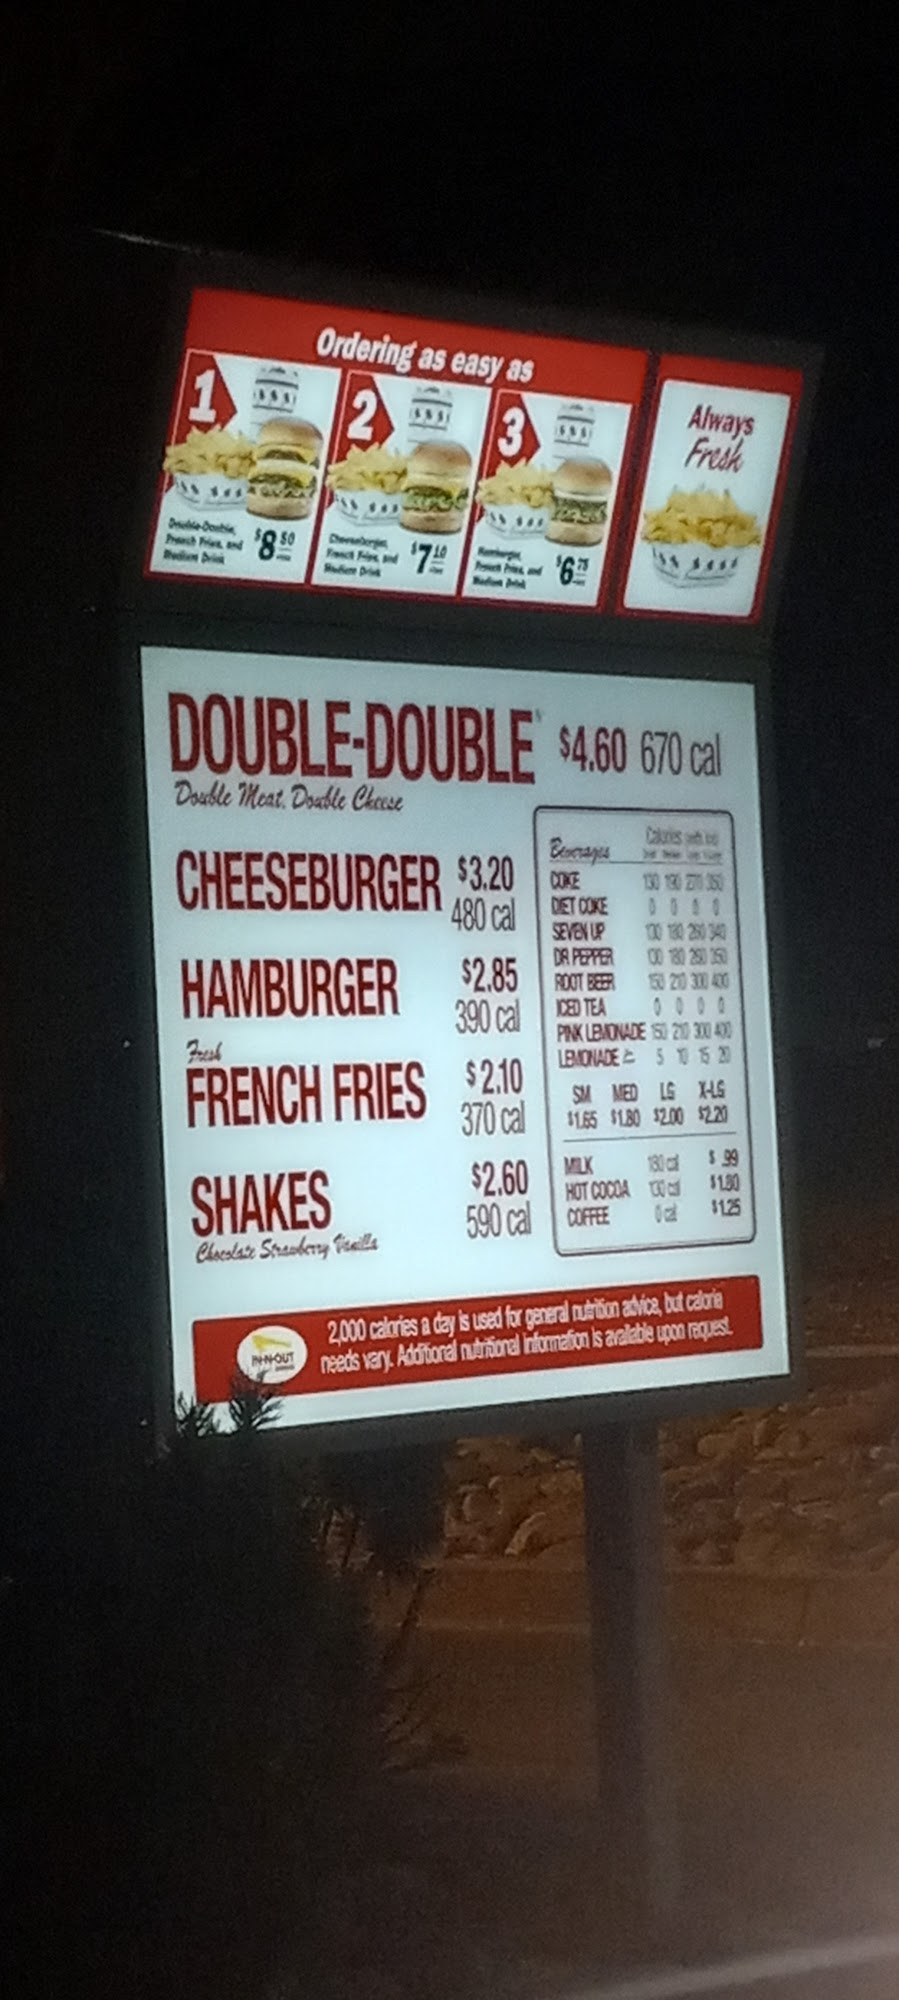 Ordering as easy as
1
Double-Double,
French Fries, and
Medium Drink
$8.50
2
Cheeseburger,
French Fries, and
Medium Drink
$7.10
3
Hamburger,
French Fries, and
Medium Drink
$6.75
Always
Fresh
DOUBLE-DOUBLE $4.60 670 cal
Double Meat, Double Cheese
CHEESEBURGER $3.20
480 cal
HAMBURGER $2.85
390 cal
Fresh
FRENCH FRIES $2.10
370 cal
SHAKES $2.60
590 cal
Chocolate Strawberry Vanilla
Beverages Calories
COKE 130 190 270 350
DIET COKE 0 0 0 0
SEVEN UP 130 180 260 340
DR PEPPER 130 180 260 350
ROOT BEER 150 210 300 400
ICED TEA 0 0 0 0
PINK LEMONADE 150 210 300 400
LEMONADE 5 10 15 20
SM MED LG X-LG
$1.65 $1.80 $2.00 $2.20
MILK 180 cal $ .99
HOT COCOA 130 cal $1.80
COFFEE 0 cal $1.25
IN-N-OUT
2,000 calories a day is used for general nutrition advice, but calorie
needs vary. Additional nutritional information is available upon request.